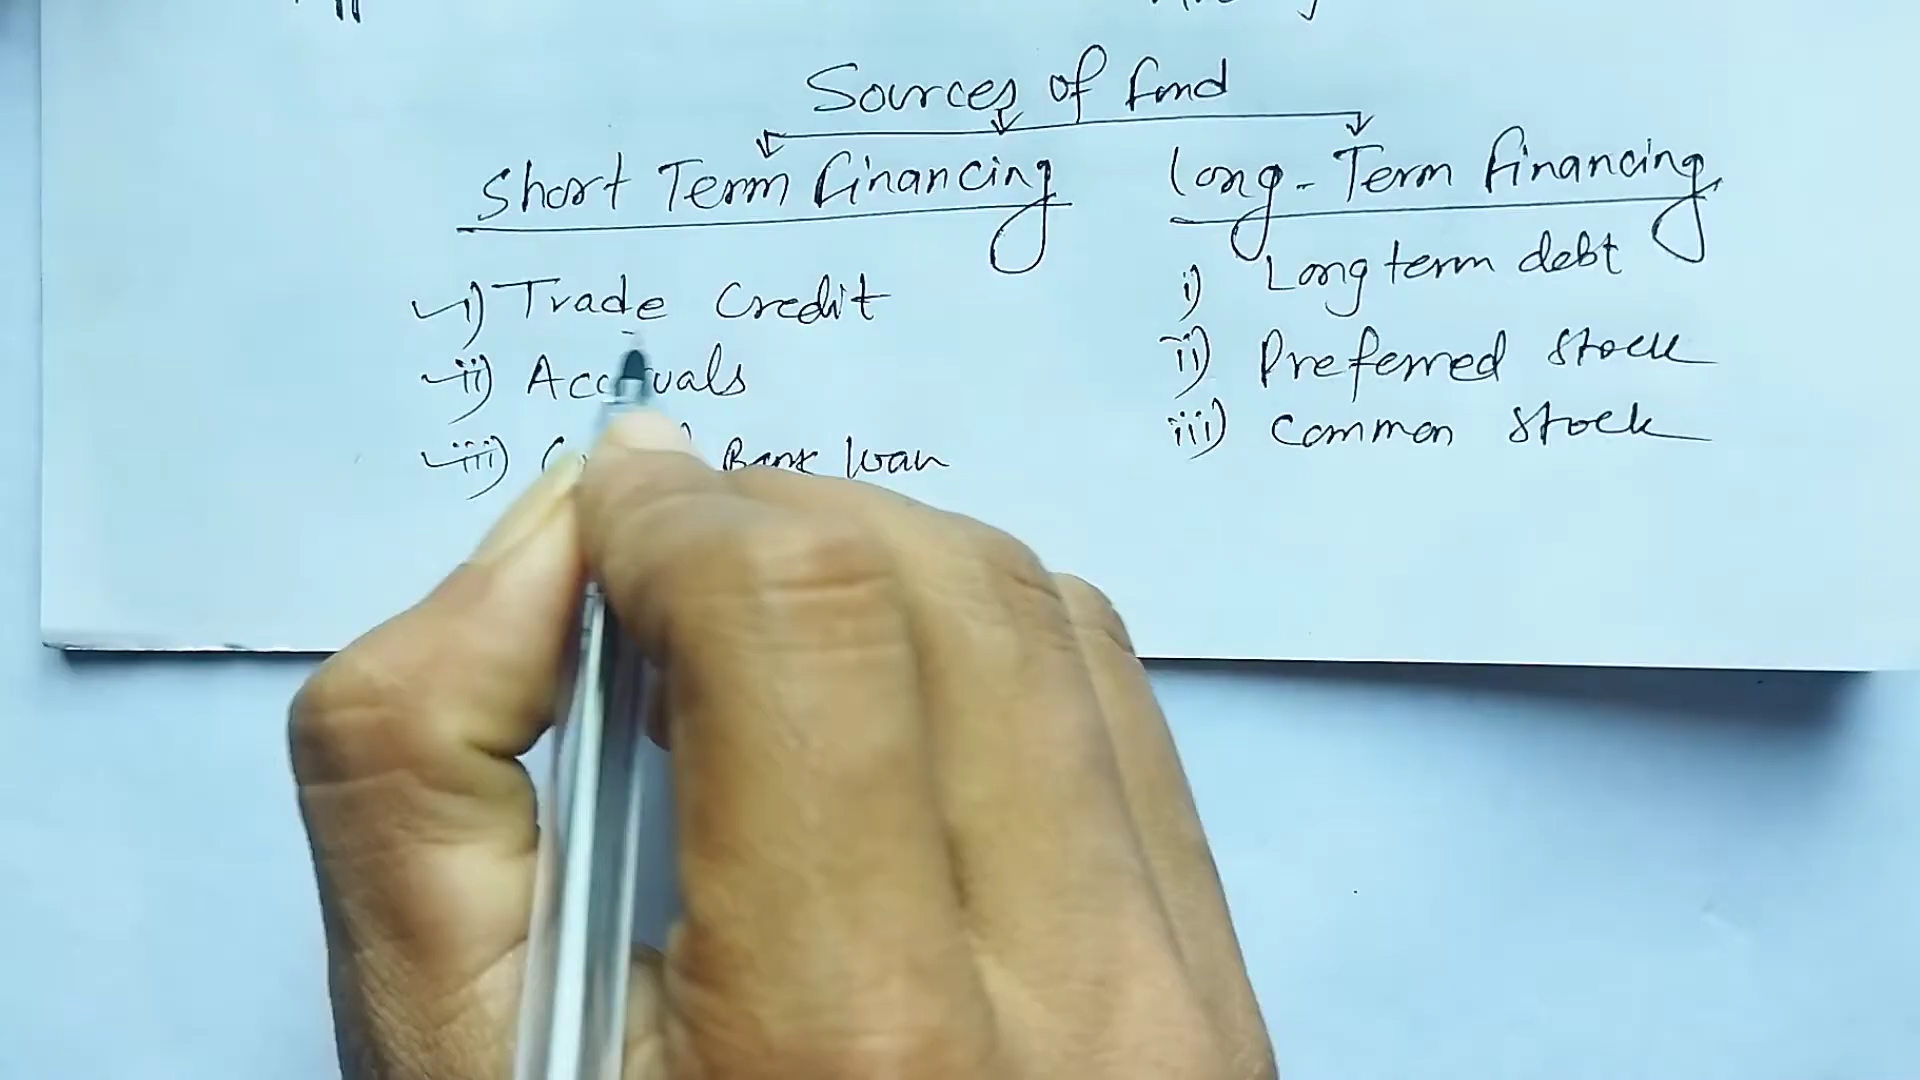 Sources of fund
Short Term financing
i) Trade Credit
ii) Accruals
iii) Bank loan
Long-Term financing
i) Long term debt
ii) Preferred stock
iii) Common stock